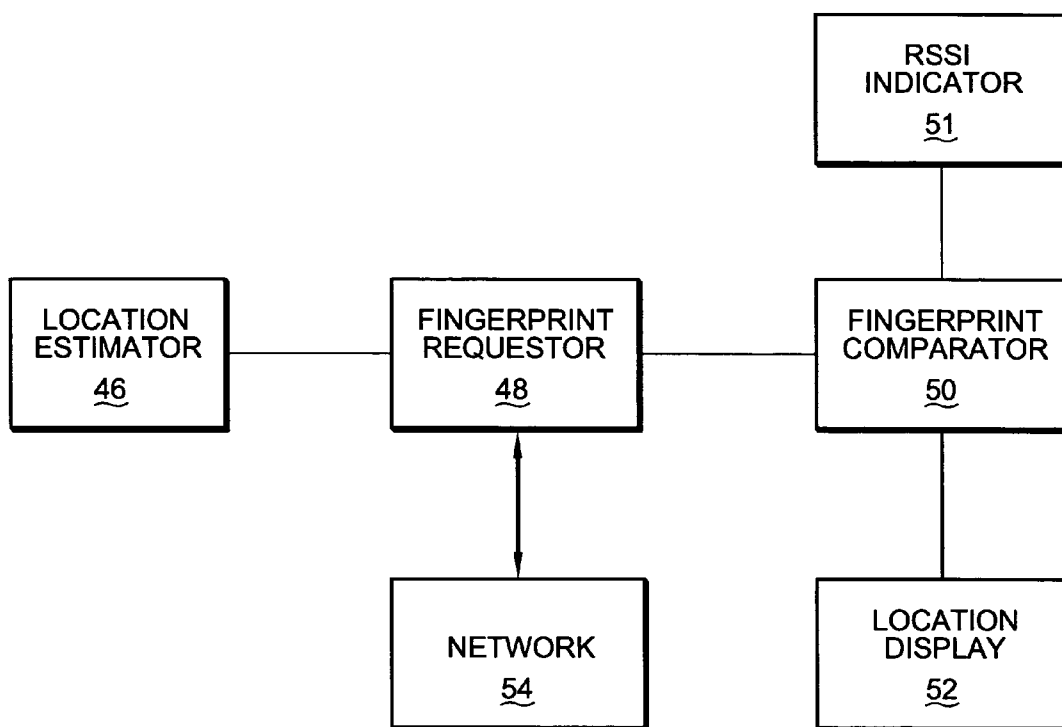 RSSI
INDICATOR
51
LOCATION
ESTIMATOR
46
FINGERPRINT
REQUESTOR
48
FINGERPRINT
COMPARATOR
50
NETWORK
54
LOCATION
DISPLAY
52